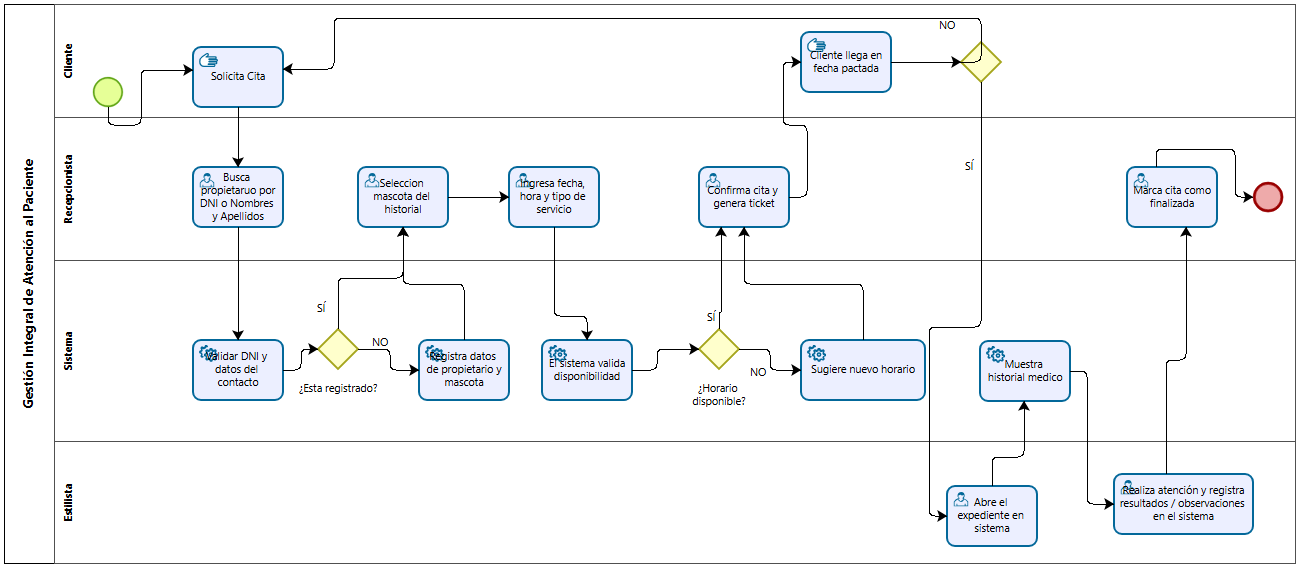 Gestión Integral de Atención al Paciente
Cliente
Solicita Cita
Cliente llega en
fecha pactada
NO
SÍ
Recepcionista
Busca
propietaruo por
DNI o Nombres
y Apellidos
Seleccion
mascota del
historial
Ingresa fecha,
hora y tipo de
servicio
Confirma cita y
genera ticket
Marca cita como
finalizada
Sistema
Validar DNI y
datos del
contacto
SÍ
NO
¿Esta registrado?
Registra datos
de propietario y
mascota
El sistema valida
disponibilidad
SÍ
NO
¿Horario
disponible?
Sugiere nuevo horario
Muestra
historial medico
Estilista
Abre el
expediente en
sistema
Realiza atención y registra
resultados / observaciones
en el sistema